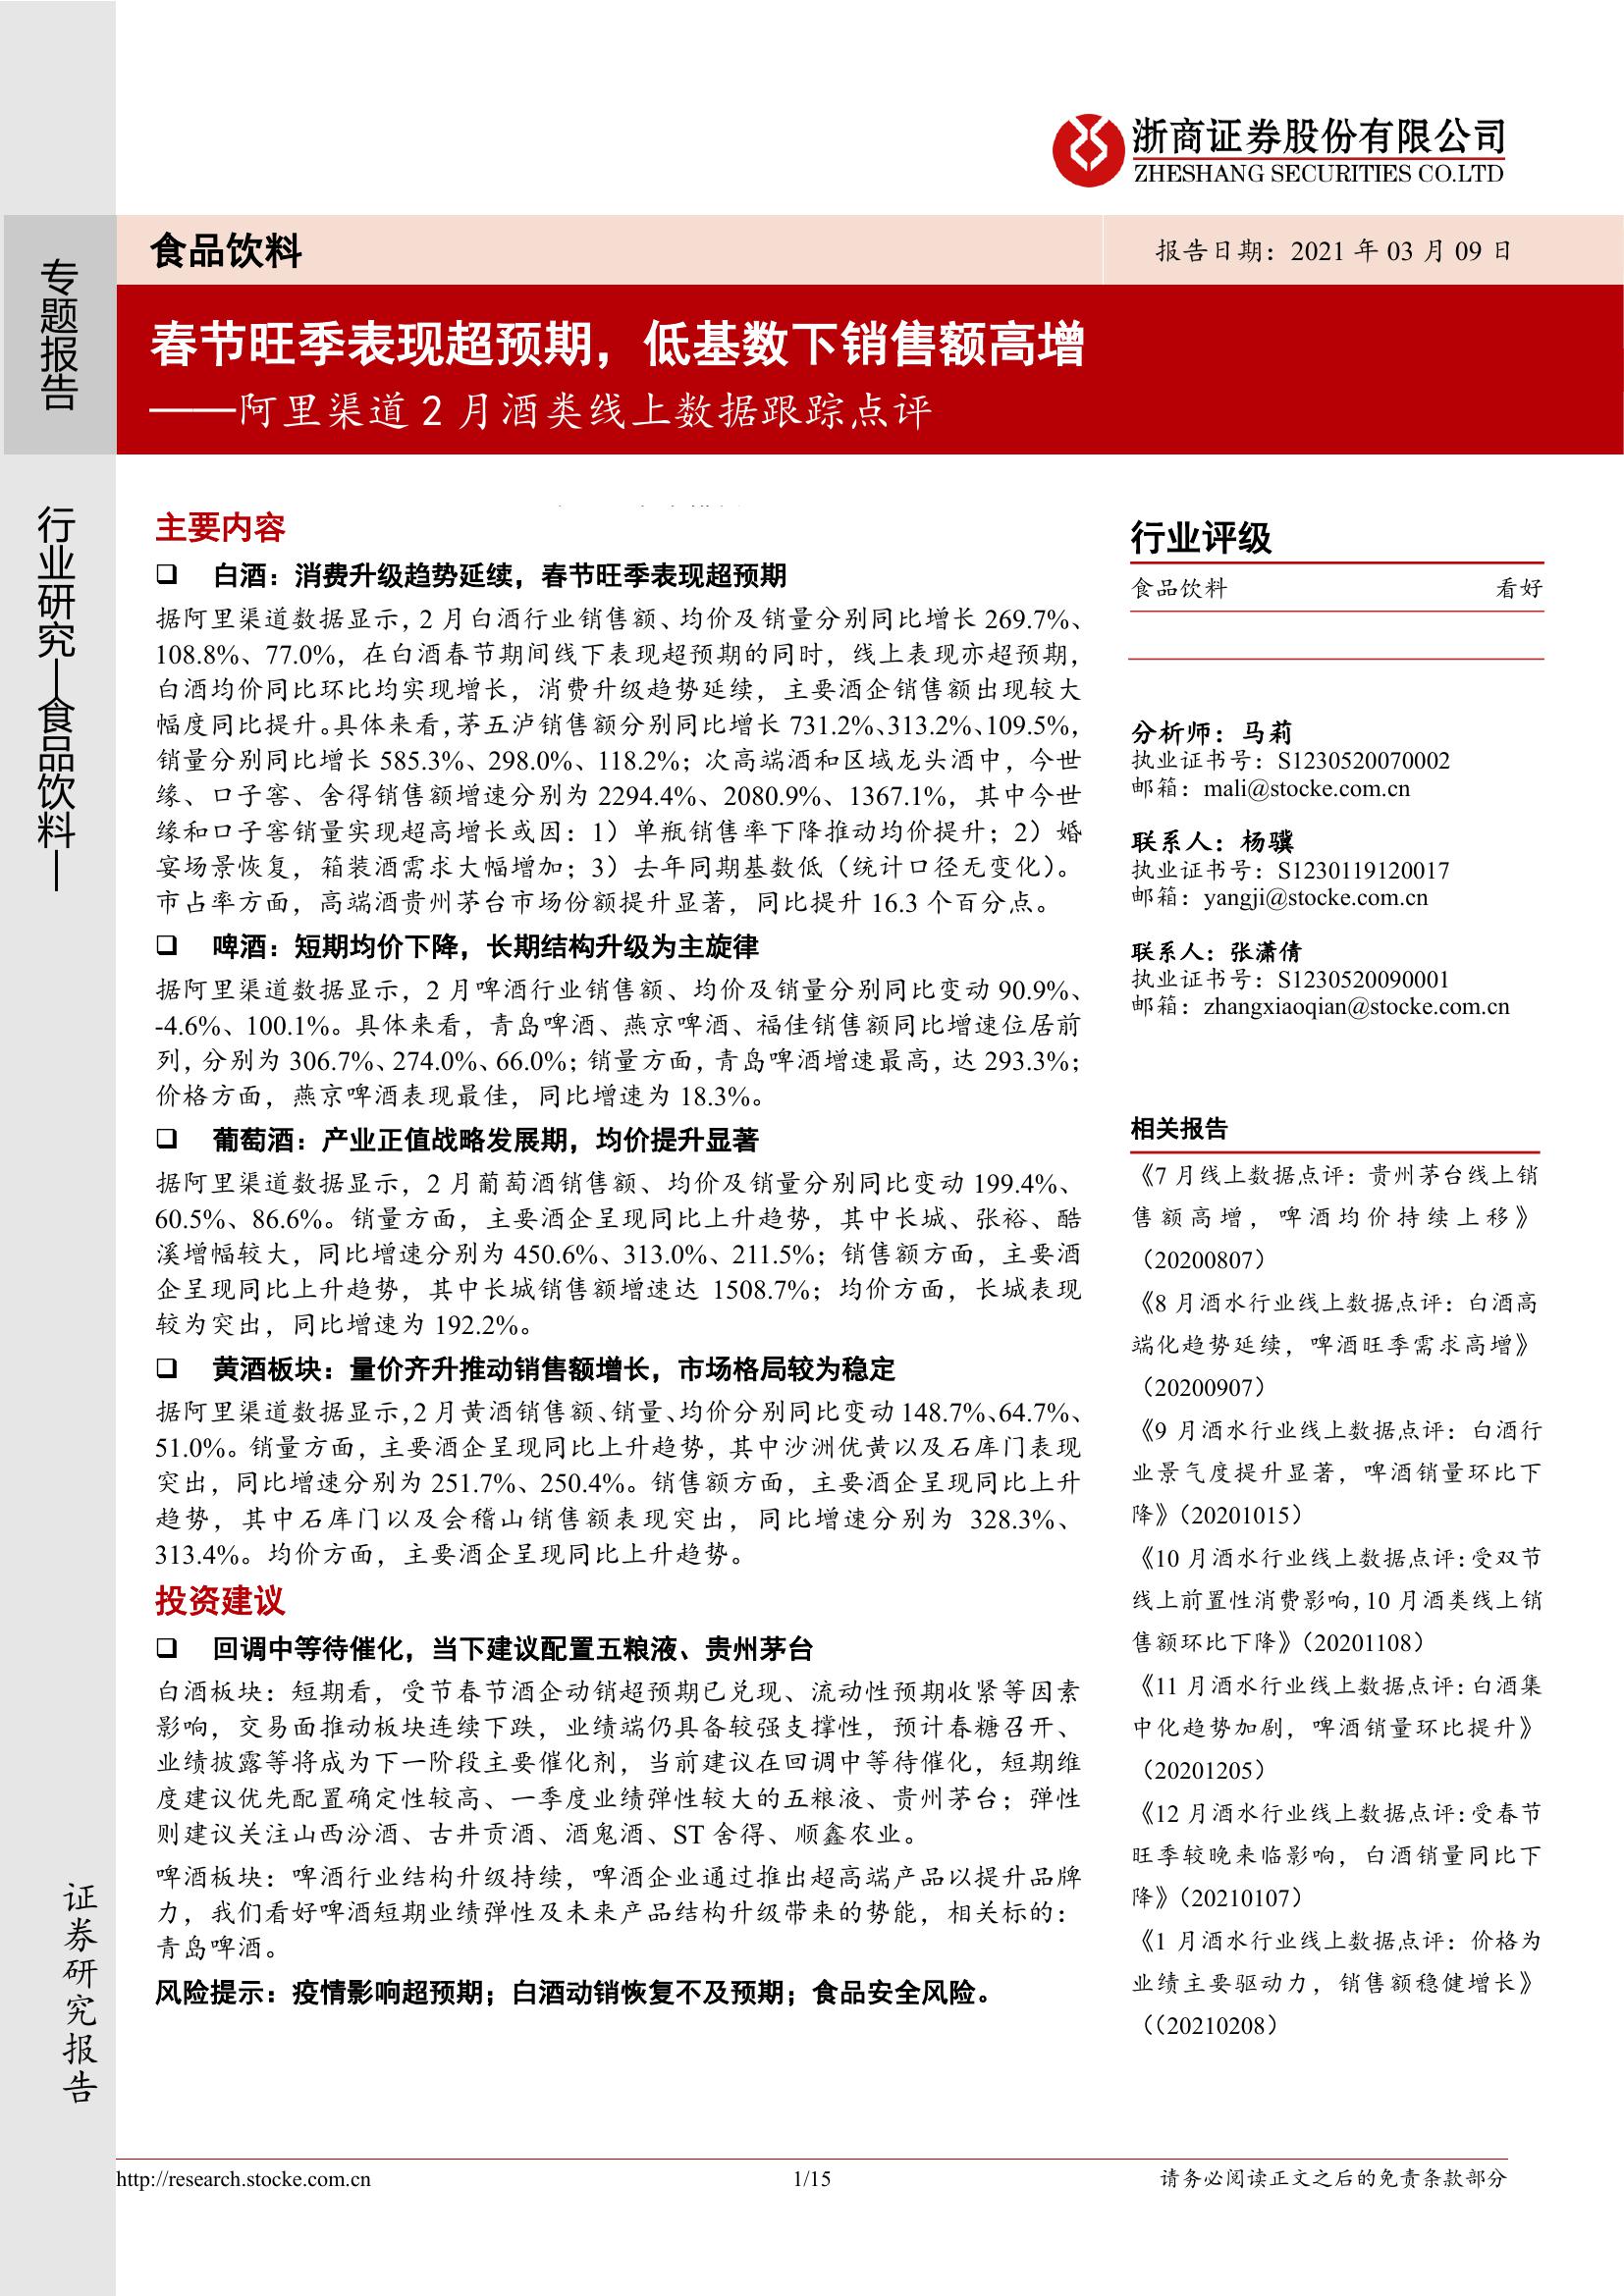 浙商证券股份有限公司
ZHESHANG SECURITIES CO.LTD
专题报告
食品饮料
报告日期：2021 年 03 月 09 日
春节旺季表现超预期，低基数下销售额高增
——阿里渠道 2 月酒类线上数据跟踪点评
行业研究—食品饮料—
主要内容
❑ 白酒：消费升级趋势延续，春节旺季表现超预期
据阿里渠道数据显示，2 月白酒行业销售额、均价及销量分别同比增长 269.7%、
108.8%、77.0%，在白酒春节期间线下表现超预期的同时，线上表现亦超预期，
白酒均价同比环比均实现增长，消费升级趋势延续，主要酒企销售额出现较大
幅度同比提升。具体来看，茅五泸销售额分别同比增长 731.2%、313.2%、109.5%，
销量分别同比增长 585.3%、298.0%、118.2%；次高端酒和区域龙头酒中，今世
缘、口子窖、舍得销售额增速分别为 2294.4%、2080.9%、1367.1%，其中今世
缘和口子窖销量实现超高增长或因：1）单瓶销售率下降推动均价提升；2）婚
宴场景恢复，箱装酒需求大幅增加；3）去年同期基数低（统计口径无变化）。
市占率方面，高端酒贵州茅台市场份额提升显著，同比提升 16.3 个百分点。
❑ 啤酒：短期均价下降，长期结构升级为主旋律
据阿里渠道数据显示，2 月啤酒行业销售额、均价及销量分别同比变动 90.9%、
-4.6%、100.1%。具体来看，青岛啤酒、燕京啤酒、福佳销售额同比增速位居前
列，分别为 306.7%、274.0%、66.0%；销量方面，青岛啤酒增速最高，达 293.3%；
价格方面，燕京啤酒表现最佳，同比增速为 18.3%。
❑ 葡萄酒：产业正值战略发展期，均价提升显著
据阿里渠道数据显示，2 月葡萄酒销售额、均价及销量分别同比变动 199.4%、
60.5%、86.6%。销量方面，主要酒企呈现同比上升趋势，其中长城、张裕、酷
溪增幅较大，同比增速分别为 450.6%、313.0%、211.5%；销售额方面，主要酒
企呈现同比上升趋势，其中长城销售额增速达 1508.7%；均价方面，长城表现
较为突出，同比增速为 192.2%。
❑ 黄酒板块：量价齐升推动销售额增长，市场格局较为稳定
据阿里渠道数据显示，2 月黄酒销售额、销量、均价分别同比变动 148.7%、64.7%、
51.0%。销量方面，主要酒企呈现同比上升趋势，其中沙洲优黄以及石库门表现
突出，同比增速分别为 251.7%、250.4%。销售额方面，主要酒企呈现同比上升
趋势，其中石库门以及会稽山销售额表现突出，同比增速分别为 328.3%、
313.4%。均价方面，主要酒企呈现同比上升趋势。
投资建议
❑ 回调中等待催化，当下建议配置五粮液、贵州茅台
白酒板块：短期看，受节春节酒企动销超预期已兑现、流动性预期收紧等因素
影响，交易面推动板块连续下跌，业绩端仍具备较强支撑性，预计春糖召开、
业绩披露等将成为下一阶段主要催化剂，当前建议在回调中等待催化，短期维
度建议优先配置确定性较高、一季度业绩弹性较大的五粮液、贵州茅台；弹性
则建议关注山西汾酒、古井贡酒、酒鬼酒、ST 舍得、顺鑫农业。
啤酒板块：啤酒行业结构升级持续，啤酒企业通过推出超高端产品以提升品牌
力，我们看好啤酒短期业绩弹性及未来产品结构升级带来的势能，相关标的：
青岛啤酒。
风险提示：疫情影响超预期；白酒动销恢复不及预期；食品安全风险。
行业评级
食品饮料 看好
分析师：马莉
执业证书号：S1230520070002
邮箱：mali@stocke.com.cn
联系人：杨骥
执业证书号：S1230119120017
邮箱：yangji@stocke.com.cn
联系人：张潇倩
执业证书号：S1230520090001
邮箱：zhangxiaoqian@stocke.com.cn
相关报告
《7 月线上数据点评：贵州茅台线上销
售额高增，啤酒均价持续上移》
（20200807）
《8 月酒水行业线上数据点评：白酒高
端化趋势延续，啤酒旺季需求高增》
（20200907）
《9 月酒水行业线上数据点评：白酒行
业景气度提升显著，啤酒销量环比下
降》（20201015）
《10 月酒水行业线上数据点评：受双节
线上前置性消费影响，10 月酒类线上销
售额环比下降》（20201108）
《11 月酒水行业线上数据点评：白酒集
中化趋势加剧，啤酒销量环比提升》
（20201205）
《12 月酒水行业线上数据点评：受春节
旺季较晚来临影响，白酒销量同比下
降》（20210107）
《1 月酒水行业线上数据点评：价格为
业绩主要驱动力，销售额稳健增长》
（（20210208）
证券研究报告
http://research.stocke.com.cn
1/15
请务必阅读正文之后的免责条款部分